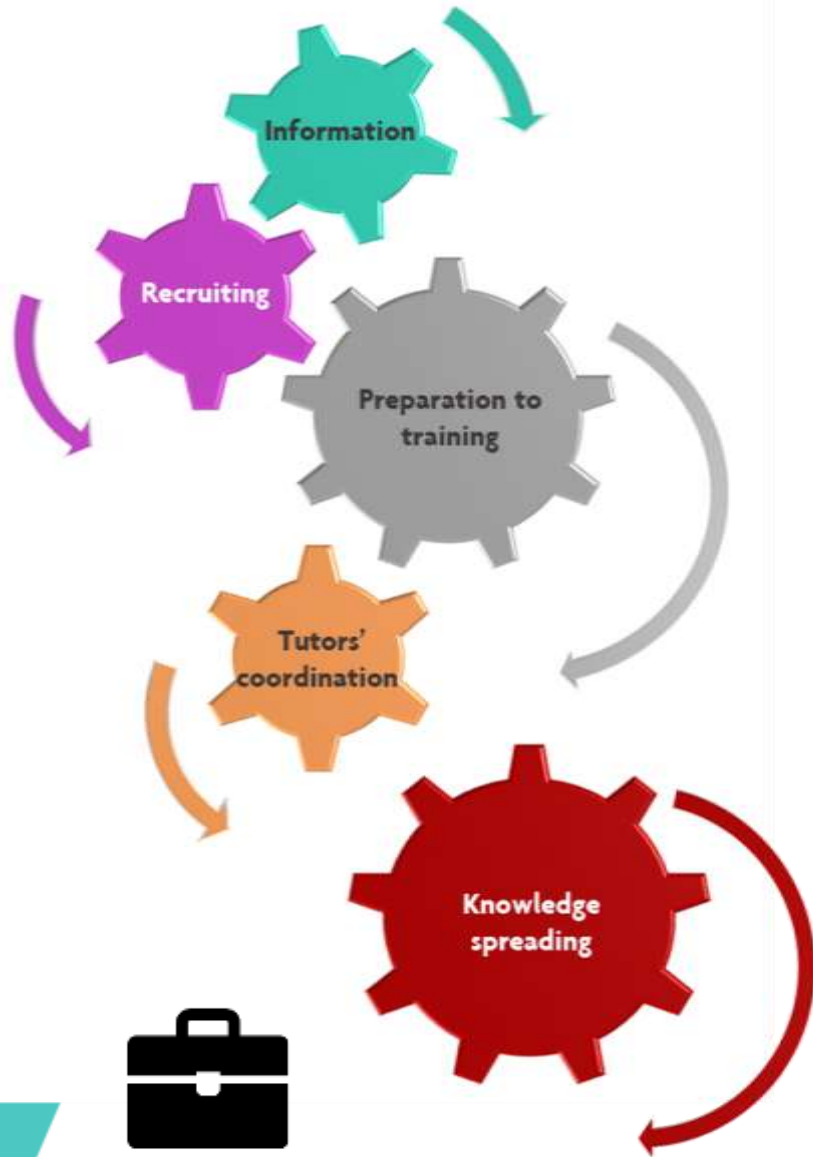 Information
Recruiting
Preparation to
training
Tutors’
coordination
Knowledge
spreading